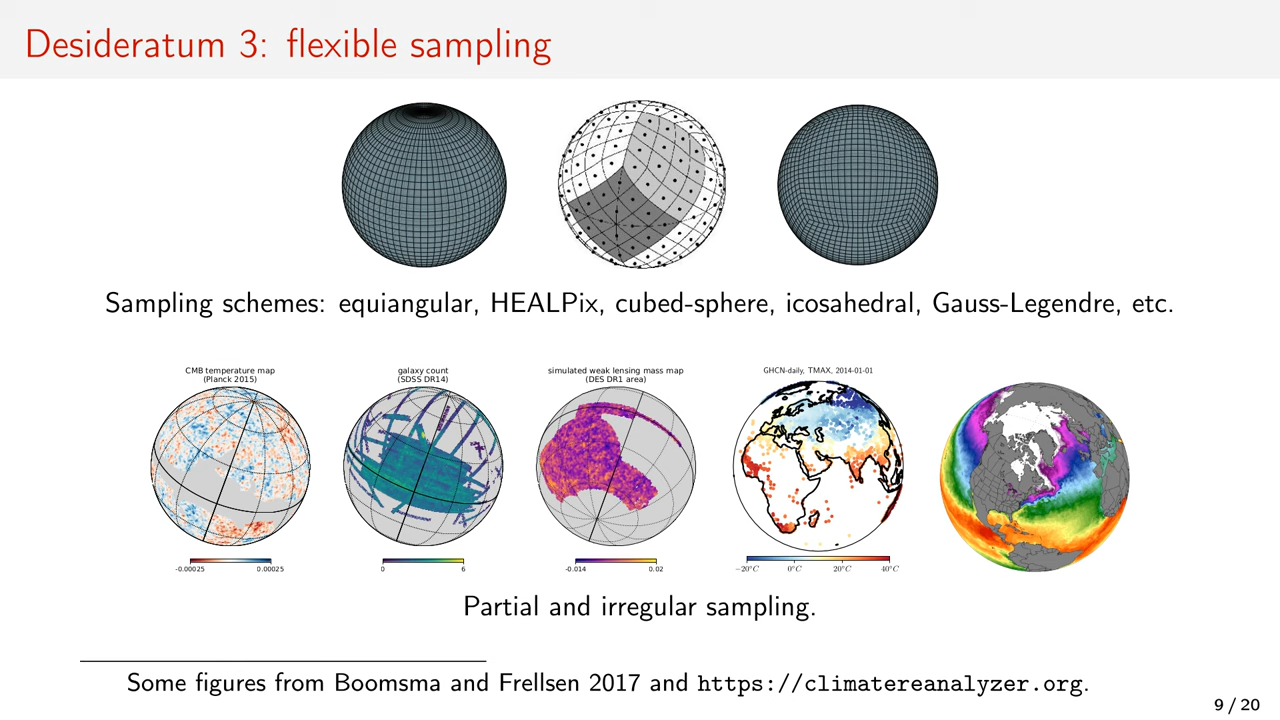 Desideratum 3: flexible sampling
Sampling schemes: equiangular, HEALPix, cubed-sphere, icosahedral, Gauss-Legendre, etc.
CMB temperature map
(Planck 2015)
galaxy count
(SDSS DR14)
simulated weak lensing mass map
(DES DR1 area)
GHCN-daily, TMAX, 2014-01-01
-0.00025 0.00025
0 6
-0.014 0.02
−20°C 0°C 20°C 40°C
Partial and irregular sampling.
Some figures from Boomsma and Frellsen 2017 and https://climatereanalyzer.org.
9 / 20